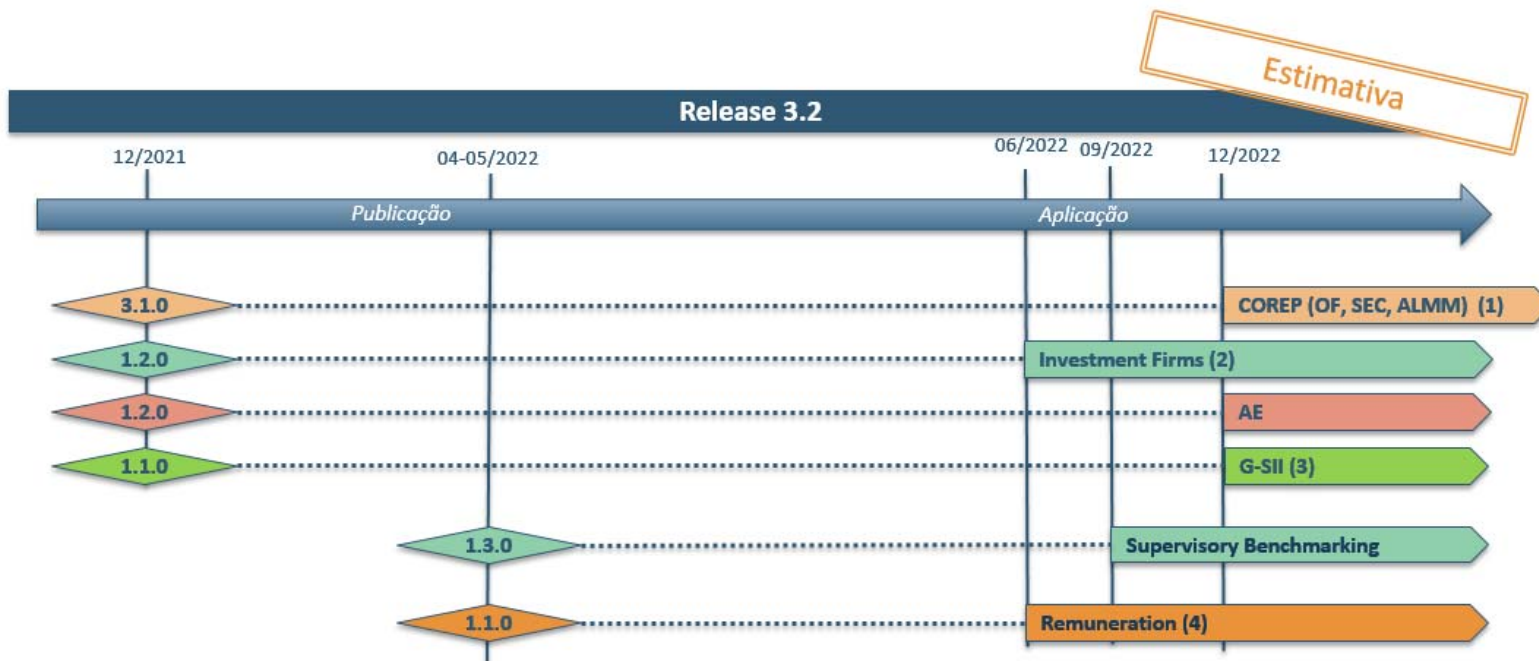 Estimativa
Release 3.2
12/2021
04-05/2022
06/2022
09/2022
12/2022
Publicação
Aplicação
3.1.0
COREP (OF, SEC, ALMM) (1)
1.2.0
Investment Firms (2)
1.2.0
AE
1.1.0
G-SII (3)
1.3.0
Supervisory Benchmarking
1.1.0
Remuneration (4)